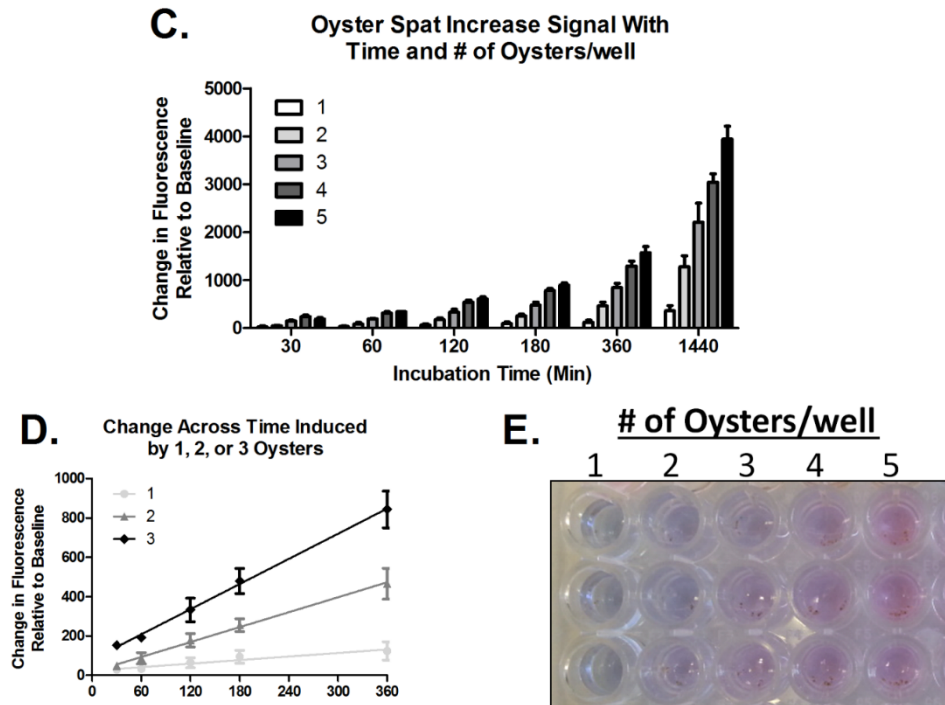 C.
Oyster Spat Increase Signal With
Time and # of Oysters/well
Change in Fluorescence
Relative to Baseline
5000
4000
3000
2000
1000
0
1
2
3
4
5
30 60 120 180 360 1440
Incubation Time (Min)
D.
Change Across Time Induced
by 1, 2, or 3 Oysters
Change in Fluorescence
Relative to Baseline
1000
800
600
400
200
0
1
2
3
0 60 120 180 240 300 360
E.
# of Oysters/well
1 2 3 4 5